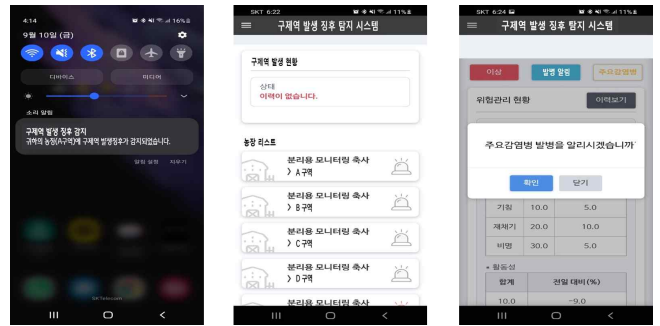 4:14
16%
9월 10일 (금)
디바이스
미디어
소리 알림
구제역 발생 징후 감지
귀하의 농장(A구역)에 구제역 발생징후가 감지되었습니다.
알림 설정
지우기
SKTelecom
SKT 6:22
11%
구제역 발생 징후 탐지 시스템
구제역 발생 현황
상태
이력이 없습니다.
농장 리스트
분리용 모니터링 축사
> A 구역
분리용 모니터링 축사
> B 구역
분리용 모니터링 축사
> C 구역
분리용 모니터링 축사
> D 구역
분리용 모니터링 축사
SKT 6:24
11%
구제역 발생 징후 탐지 시스템
이상
발병 알림
주요감염병
위험관리 현황
이력보기
주요감염병 발병을 알리시겠습니까
확인
닫기
기침 10.0 5.0
재채기 20.0 10.0
비명 30.0 5.0
• 활동성
합계 전일 대비(%)
10.0 -9.0